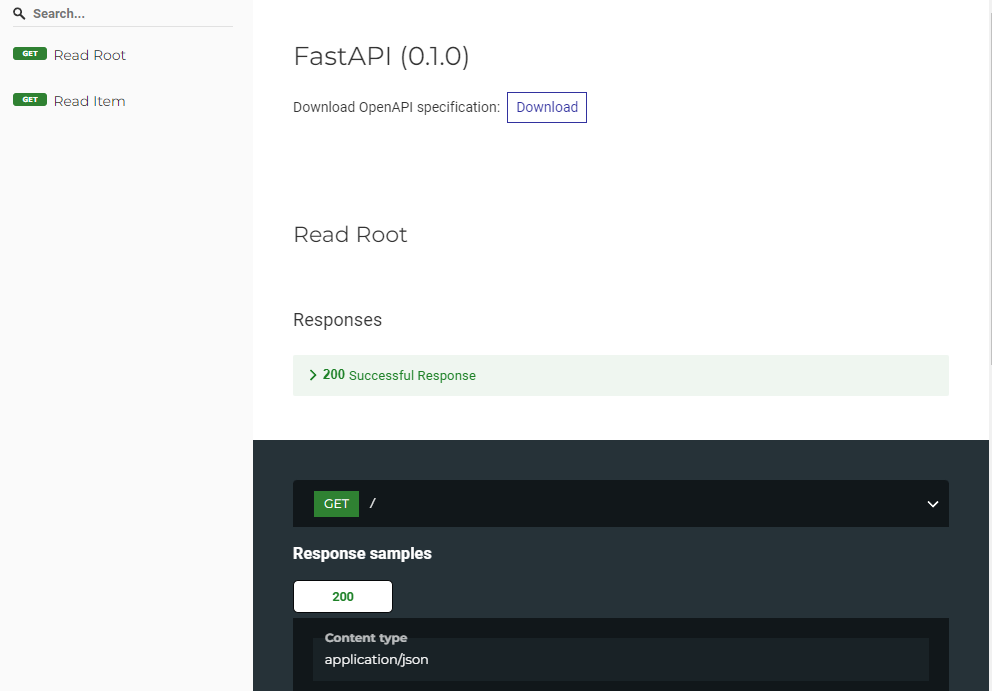 Search...
GET Read Root
GET Read Item
FastAPI (0.1.0)
Download OpenAPI specification: Download
Read Root
Responses
200 Successful Response
GET /
Response samples
200
Content type
application/json